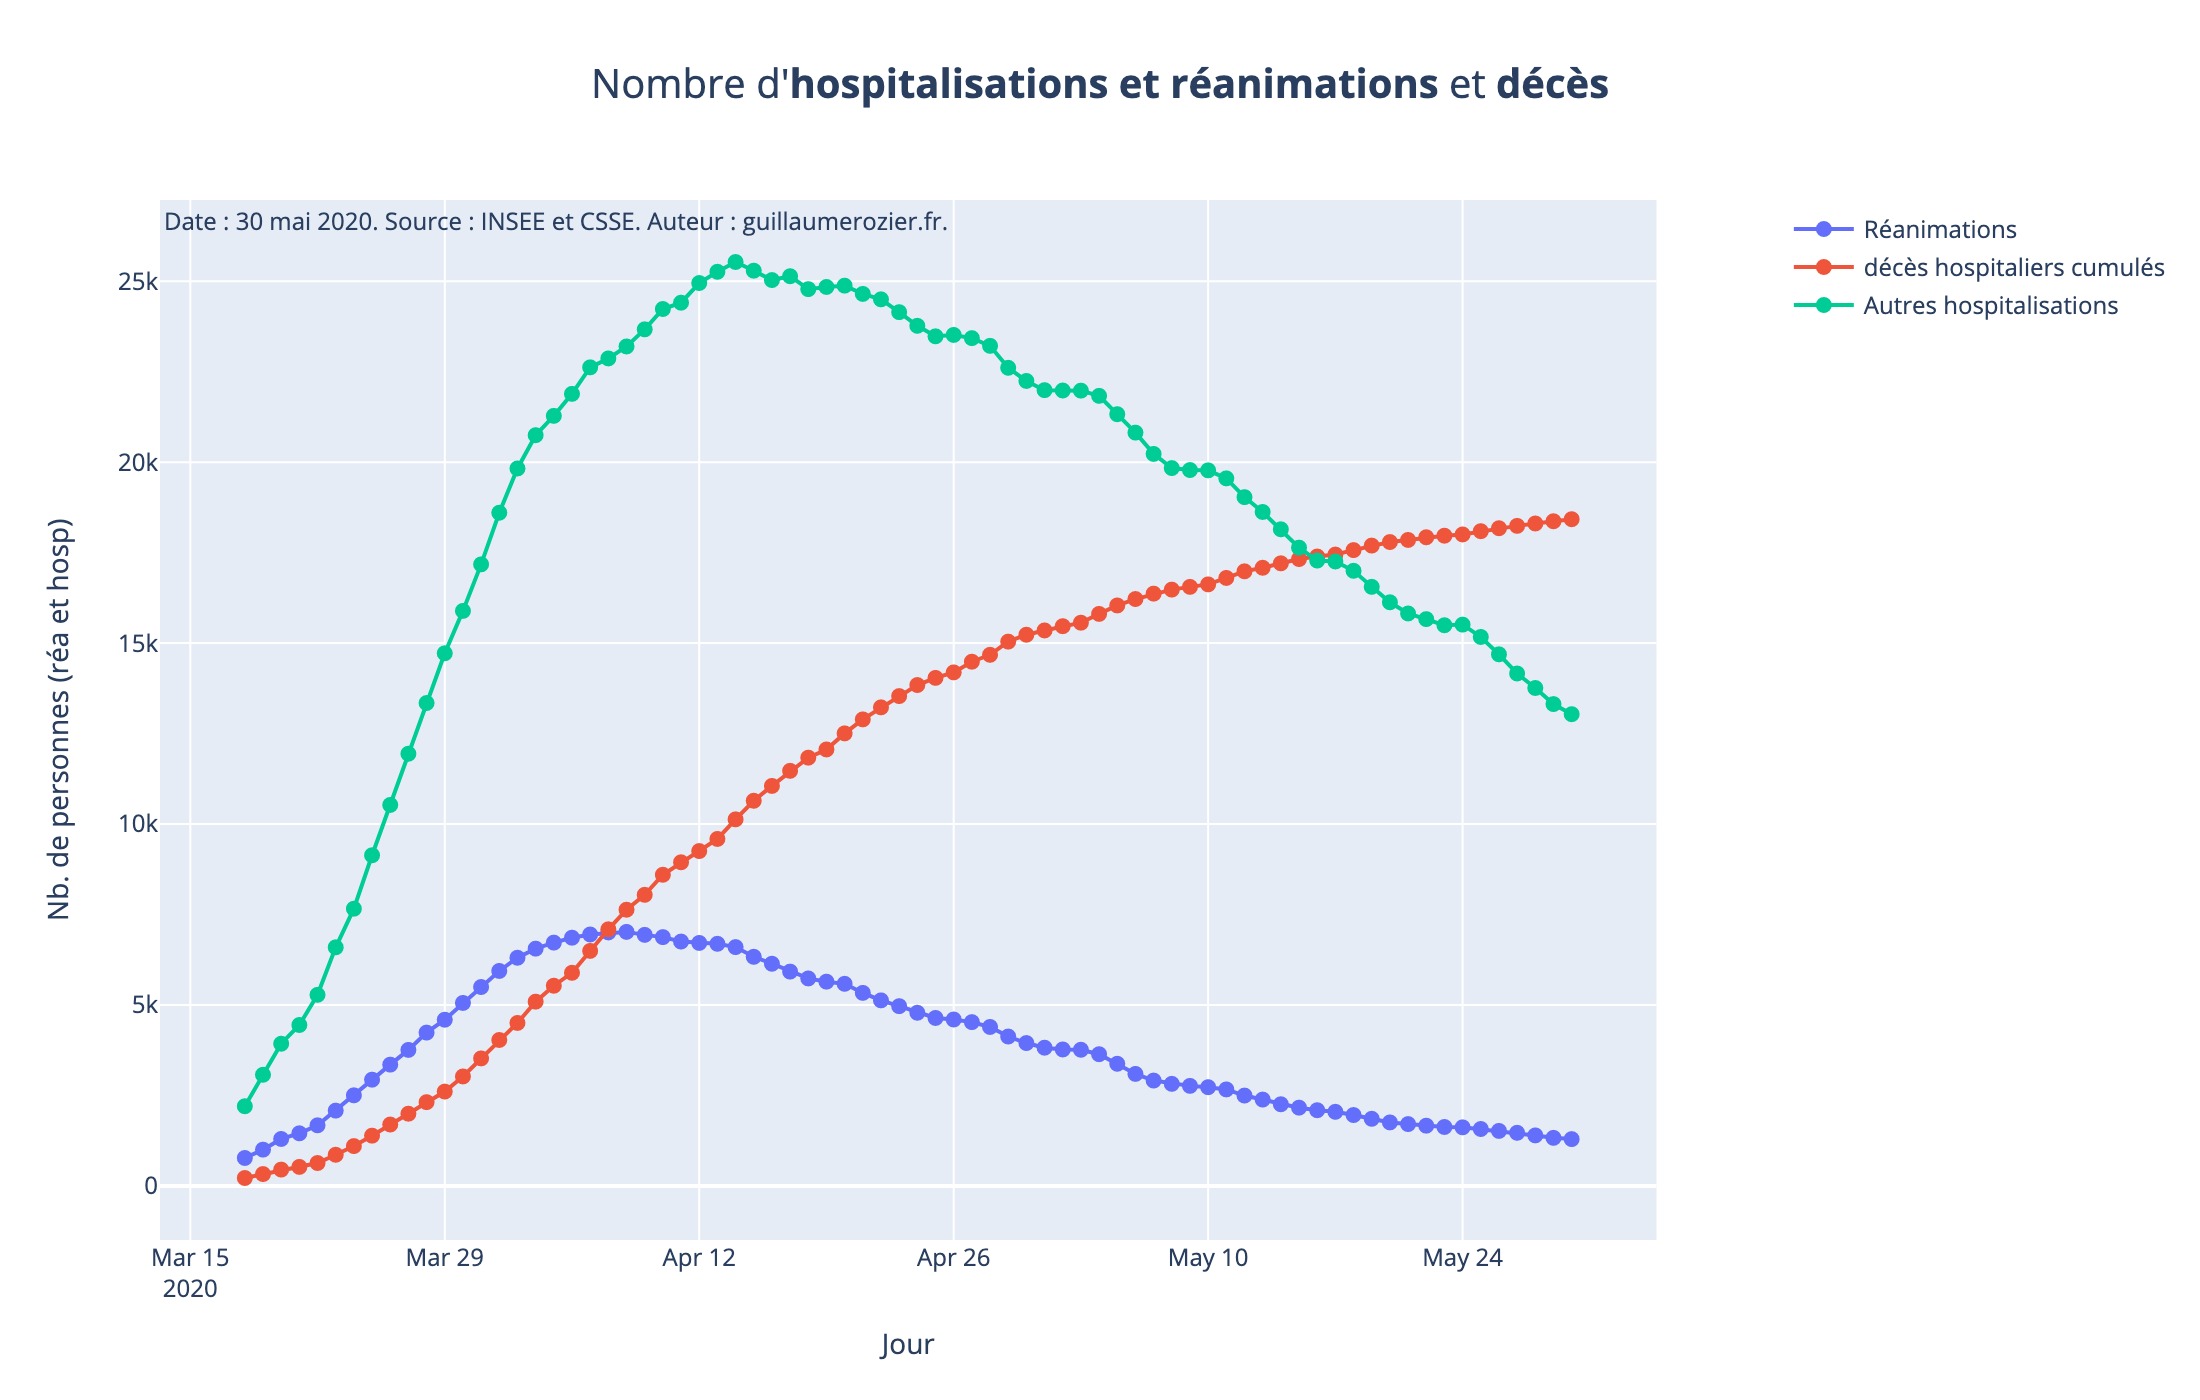 Nombre d'hospitalisations et réanimations et décès
Date : 30 mai 2020. Source : INSEE et CSSE. Auteur : guillaumerozier.fr.
Réanimations
décès hospitaliers cumulés
Autres hospitalisations
25k
20k
15k
10k
5k
0
Nb. de personnes (réa et hosp)
Mar 15
2020
Mar 29
Apr 12
Apr 26
May 10
May 24
Jour